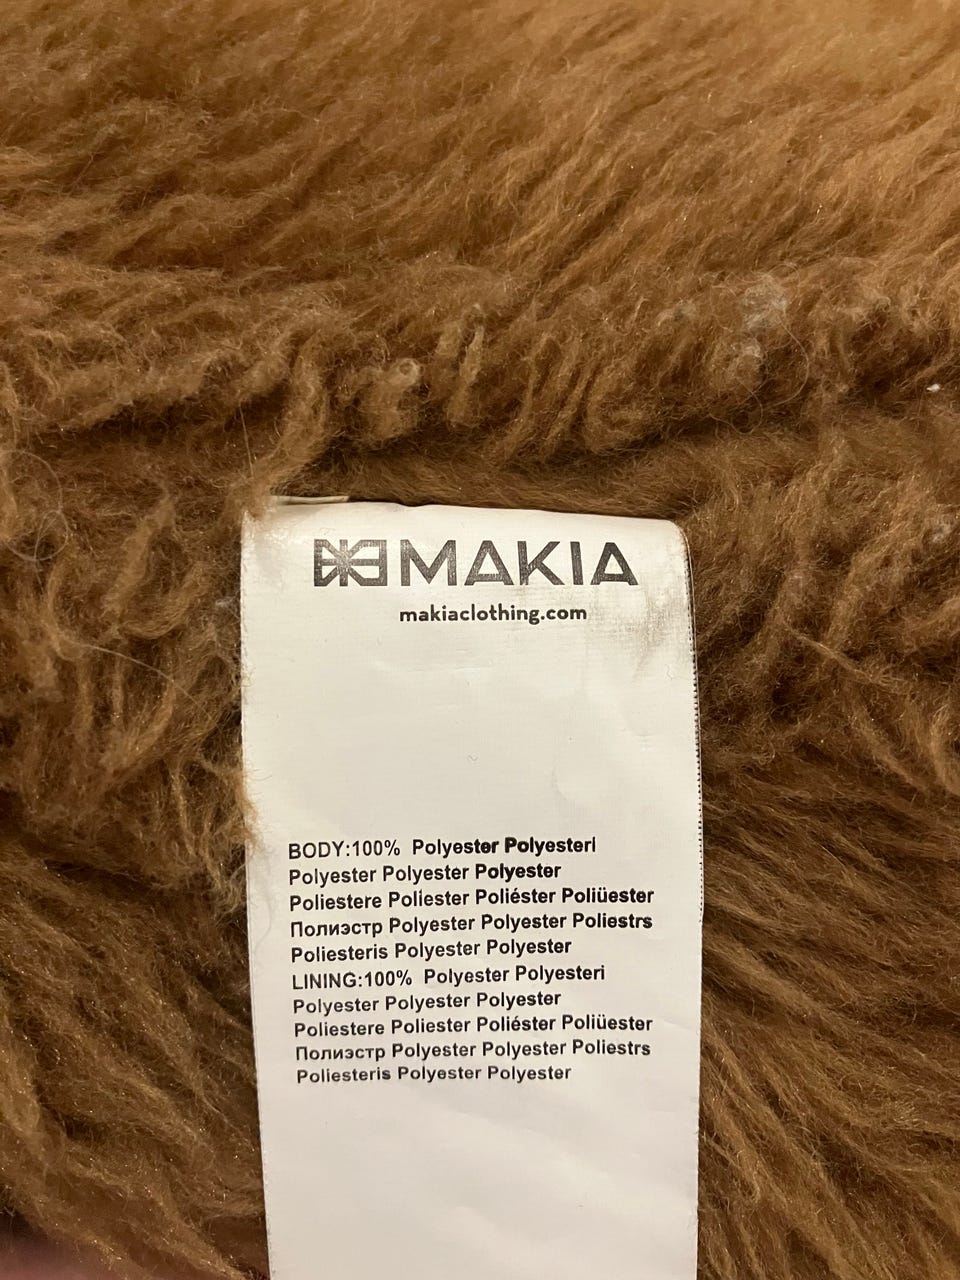 MAKIA
makiaclothing.com
BODY:100% Polyester Polyesteri
Polyester Polyester Polyester
Poliestere Poliester Poliéster Poliüester
Полиэстр Polyester Polyester Poliestrs
Poliesteris Polyester Polyester
LINING:100% Polyester Polyesteri
Polyester Polyester Polyester
Poliestere Poliester Poliéster Poliüester
Полиэстр Polyester Polyester Poliestrs
Poliesteris Polyester Polyester